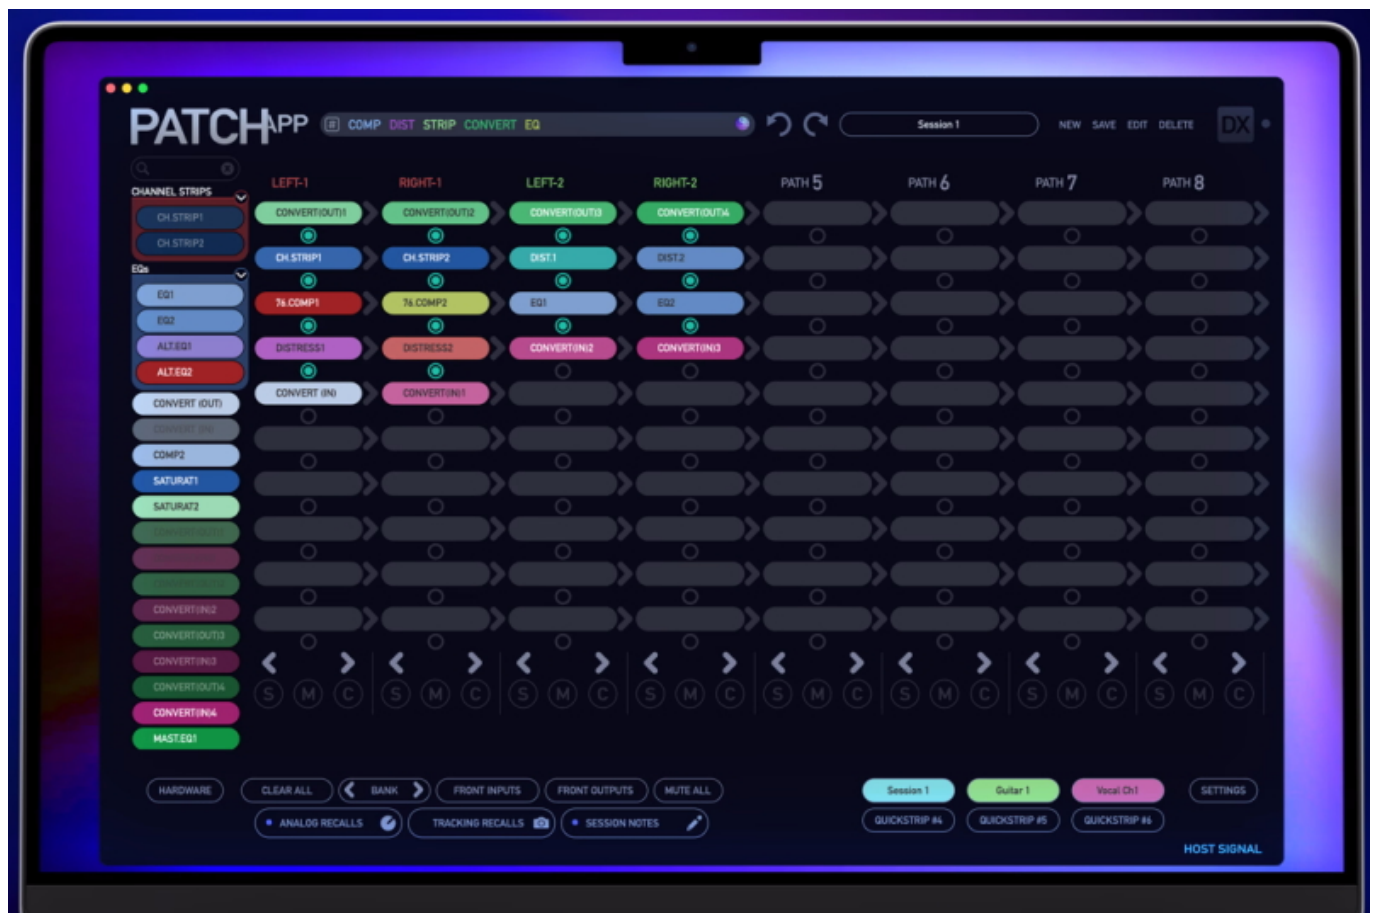 PATCHAPP
# COMP DIST STRIP CONVERT EQ
Session 1
NEW SAVE EDIT DELETE
DX
CHANNEL STRIPS
CH.STRIP1
CH.STRIP2
EQs
EQ1
EQ2
ALT.EQ1
ALT.EQ2
CONVERT (OUT)
CONVERT (IN)
COMP2
SATURAT1
SATURAT2
CONVERT(IN)2
CONVERT(OUT)3
CONVERT(IN)3
CONVERT(OUT)4
CONVERT(IN)4
MAST.EQ1
LEFT-1 RIGHT-1 LEFT-2 RIGHT-2 PATH 5 PATH 6 PATH 7 PATH 8
CONVERT(OUT)1 CONVERT(OUT)2 CONVERT(OUT)3 CONVERT(OUT)4
CH.STRIP1 CH.STRIP2 DIST.1 DIST.2
76.COMP1 76.COMP2 EQ1 EQ2
DISTRESS1 DISTRESS2 CONVERT(IN)2 CONVERT(IN)3
CONVERT (IN) CONVERT(IN)1
S M C S M C S M C S M C S M C S M C S M C S M C
HARDWARE CLEAR ALL BANK FRONT INPUTS FRONT OUTPUTS MUTE ALL Session 1 Guitar 1 Vocal Ch1 SETTINGS
ANALOG RECALLS TRACKING RECALLS SESSION NOTES QUICKSTRIP #4 QUICKSTRIP #5 QUICKSTRIP #6
HOST SIGNAL